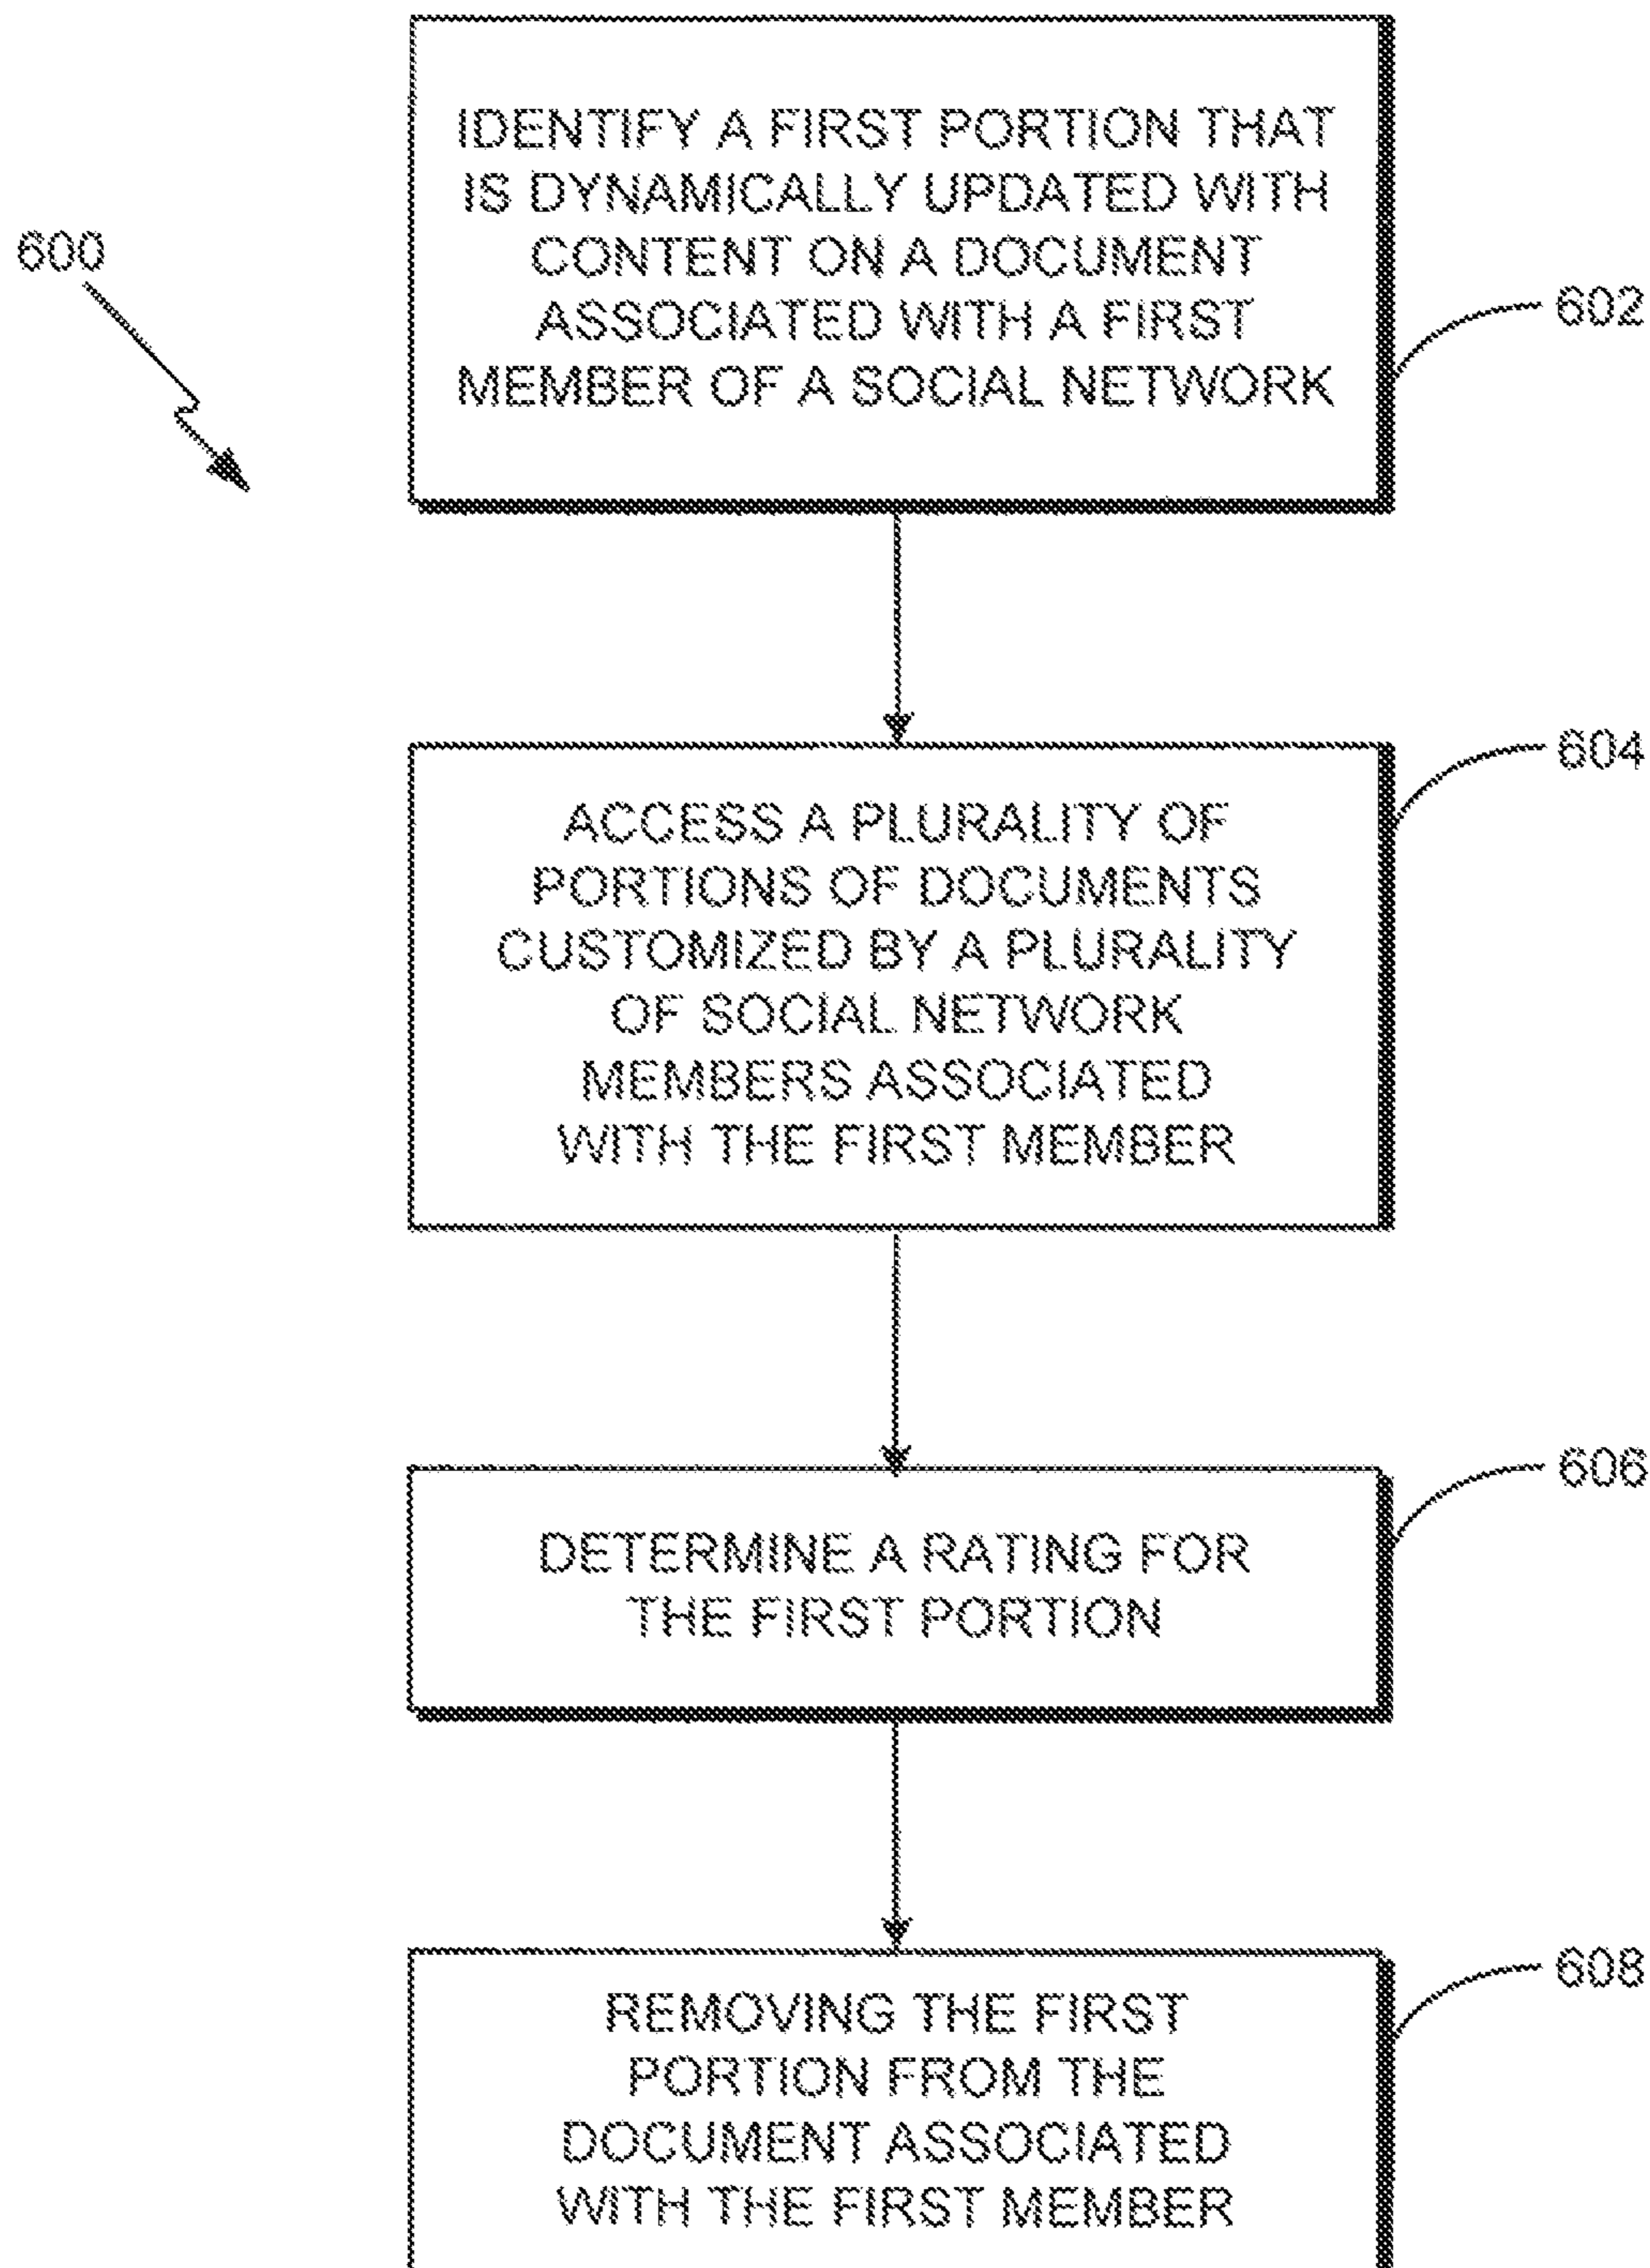 600
IDENTIFY A FIRST PORTION THAT
IS DYNAMICALLY UPDATED WITH
CONTENT ON A DOCUMENT
ASSOCIATED WITH A FIRST
MEMBER OF A SOCIAL NETWORK
602
ACCESS A PLURALITY OF
PORTIONS OF DOCUMENTS
CUSTOMIZED BY A PLURALITY
OF SOCIAL NETWORK
MEMBERS ASSOCIATED
WITH THE FIRST MEMBER
604
DETERMINE A RATING FOR
THE FIRST PORTION
606
REMOVING THE FIRST
PORTION FROM THE
DOCUMENT ASSOCIATED
WITH THE FIRST MEMBER
608